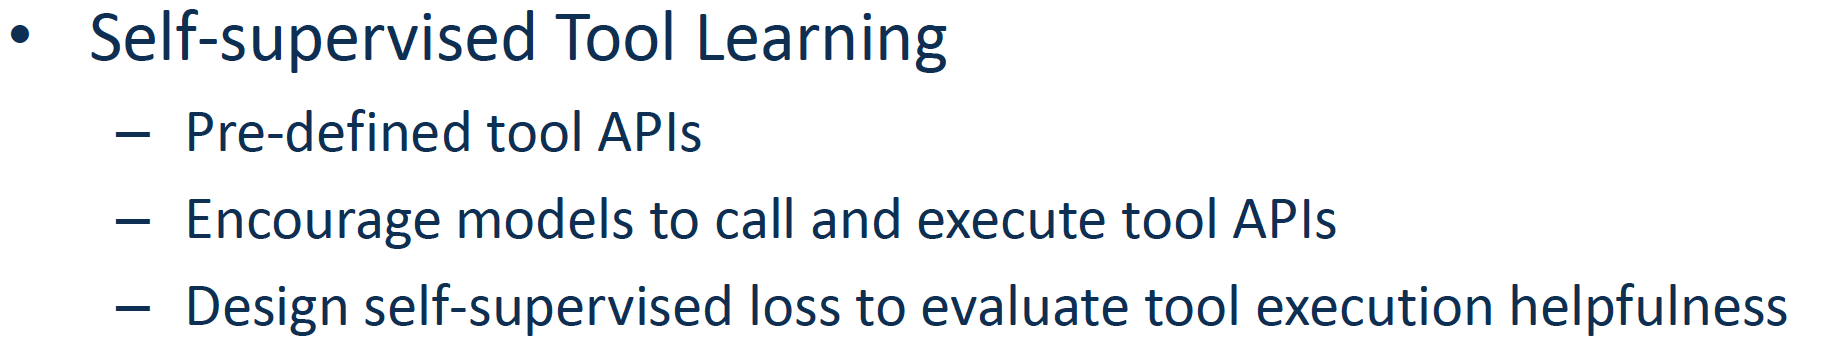 • Self-supervised Tool Learning
– Pre-defined tool APIs
– Encourage models to call and execute tool APIs
– Design self-supervised loss to evaluate tool execution helpfulness